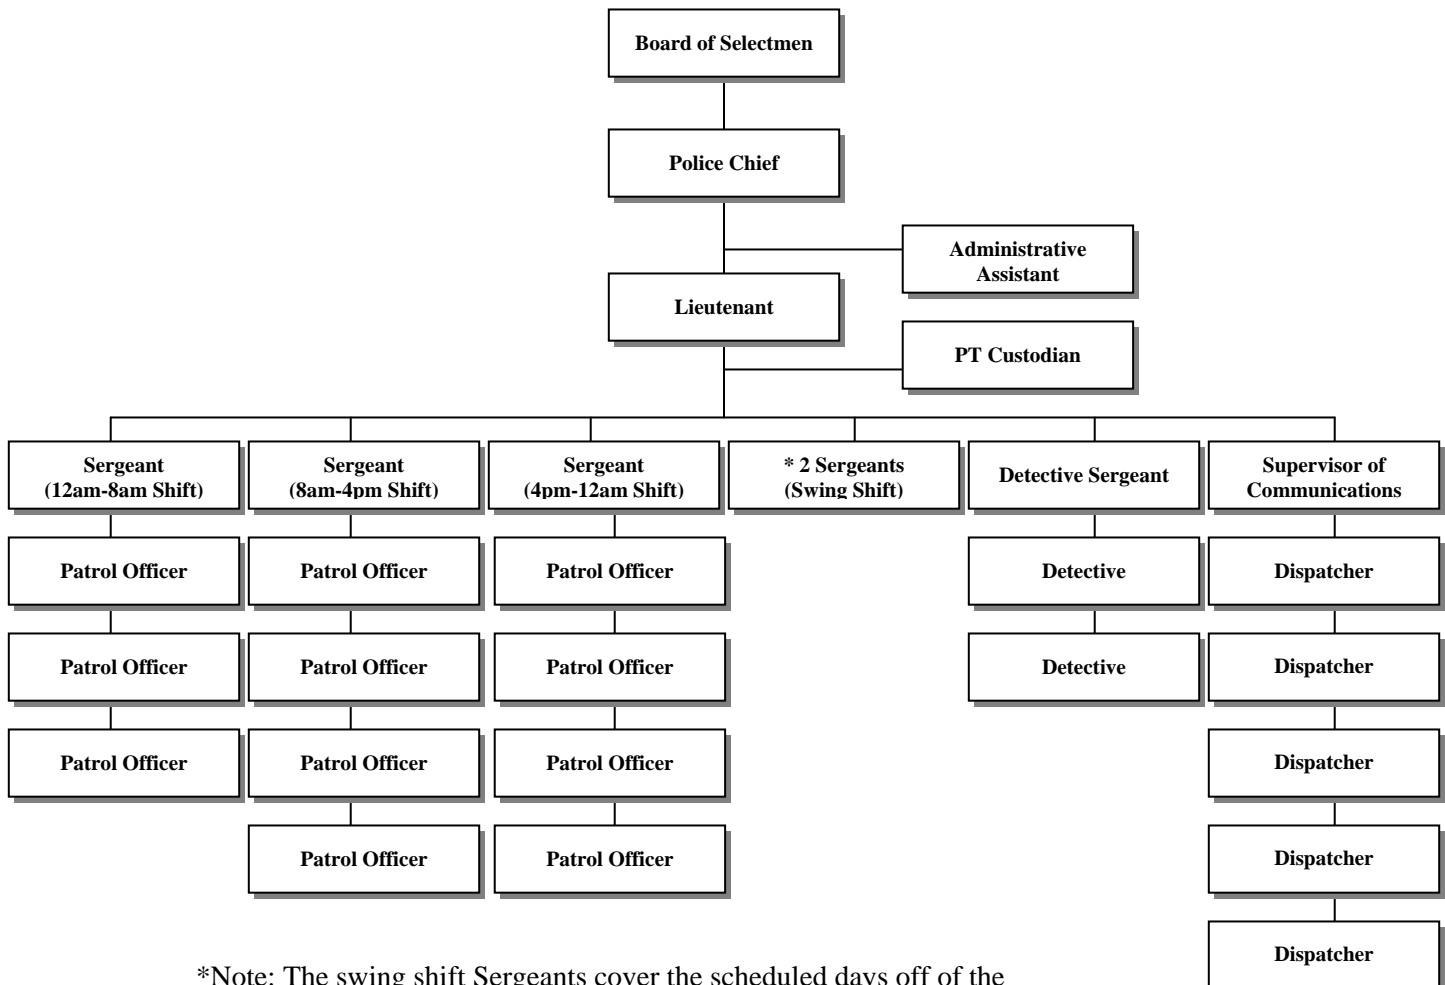 Board of Selectmen
Police Chief
Administrative
Assistant
Lieutenant
PT Custodian
Sergeant
(12am-8am Shift)
Sergeant
(8am-4pm Shift)
Sergeant
(4pm-12am Shift)
* 2 Sergeants
(Swing Shift)
Detective Sergeant
Supervisor of
Communications
Patrol Officer
Patrol Officer
Patrol Officer
Detective
Dispatcher
Patrol Officer
Patrol Officer
Patrol Officer
Detective
Dispatcher
Patrol Officer
Patrol Officer
Patrol Officer
Dispatcher
Patrol Officer
Patrol Officer
Dispatcher
Dispatcher
*Note: The swing shift Sergeants cover the scheduled days off of the